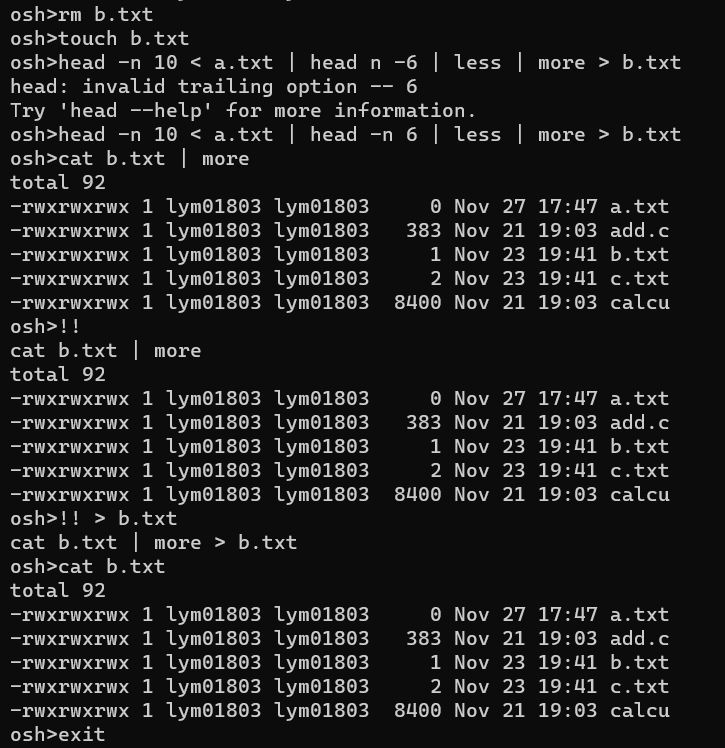 osh>rm b.txt
osh>touch b.txt
osh>head -n 10 < a.txt | head n -6 | less | more > b.txt
head: invalid trailing option -- 6
Try 'head --help' for more information.
osh>head -n 10 < a.txt | head -n 6 | less | more > b.txt
osh>cat b.txt | more
total 92
-rwxrwxrwx 1 lym01803 lym01803     0 Nov 27 17:47 a.txt
-rwxrwxrwx 1 lym01803 lym01803   383 Nov 21 19:03 add.c
-rwxrwxrwx 1 lym01803 lym01803     1 Nov 23 19:41 b.txt
-rwxrwxrwx 1 lym01803 lym01803     2 Nov 23 19:41 c.txt
-rwxrwxrwx 1 lym01803 lym01803  8400 Nov 21 19:03 calcu
osh>!!
cat b.txt | more
total 92
-rwxrwxrwx 1 lym01803 lym01803     0 Nov 27 17:47 a.txt
-rwxrwxrwx 1 lym01803 lym01803   383 Nov 21 19:03 add.c
-rwxrwxrwx 1 lym01803 lym01803     1 Nov 23 19:41 b.txt
-rwxrwxrwx 1 lym01803 lym01803     2 Nov 23 19:41 c.txt
-rwxrwxrwx 1 lym01803 lym01803  8400 Nov 21 19:03 calcu
osh>!! > b.txt
cat b.txt | more > b.txt
osh>cat b.txt
total 92
-rwxrwxrwx 1 lym01803 lym01803     0 Nov 27 17:47 a.txt
-rwxrwxrwx 1 lym01803 lym01803   383 Nov 21 19:03 add.c
-rwxrwxrwx 1 lym01803 lym01803     1 Nov 23 19:41 b.txt
-rwxrwxrwx 1 lym01803 lym01803     2 Nov 23 19:41 c.txt
-rwxrwxrwx 1 lym01803 lym01803  8400 Nov 21 19:03 calcu
osh>exit